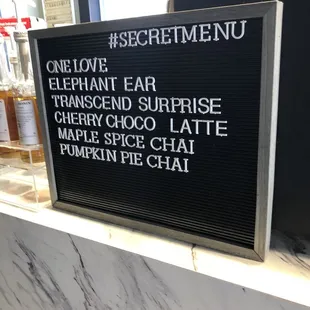 #SECRETMENU
ONE LOVE
ELEPHANT EAR
TRANSCEND SURPRISE
CHERRY CHOCO LATTE
MAPLE SPICE CHAI
PUMPKIN PIE CHAI